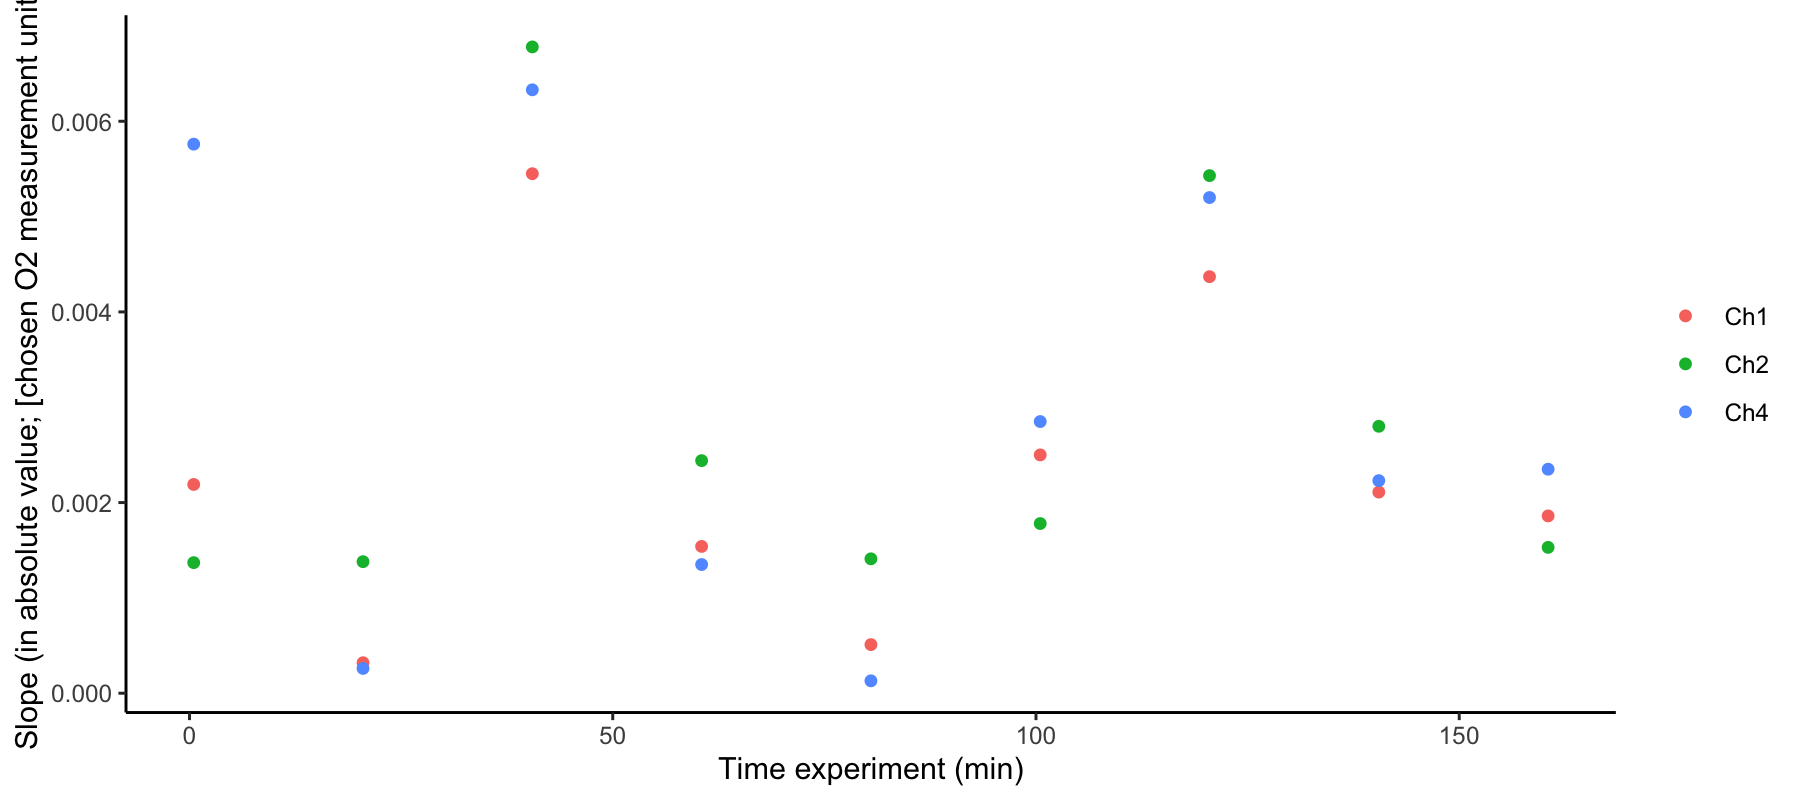 Slope (in absolute value; [chosen O2 measurement unit
0.006
0.004
0.002
0.000
0
50
100
150
Time experiment (min)
Ch1
Ch2
Ch4